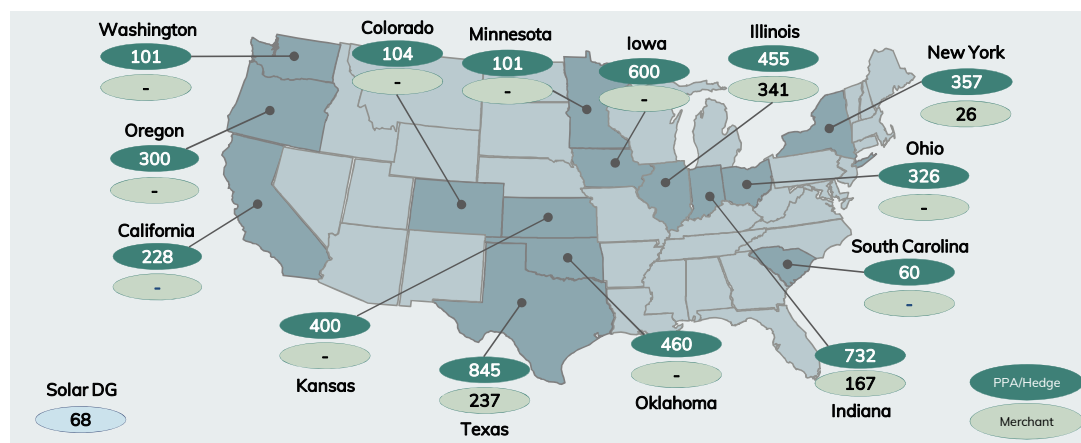 Washington
101
-
Colorado
104
-
Minnesota
101
-
Iowa
600
-
Illinois
455
341
New York
357
26
Oregon
300
-
Ohio
326
-
California
228
-
South Carolina
60
-
400
-
Kansas
845
237
Texas
460
-
Oklahoma
732
167
Indiana
Solar DG
68
PPA/Hedge
Merchant